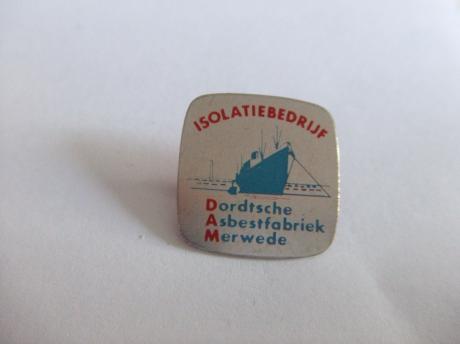 ISOLATIEBEDRIJF
Dordtsche
Asbestfabriek
Merwede